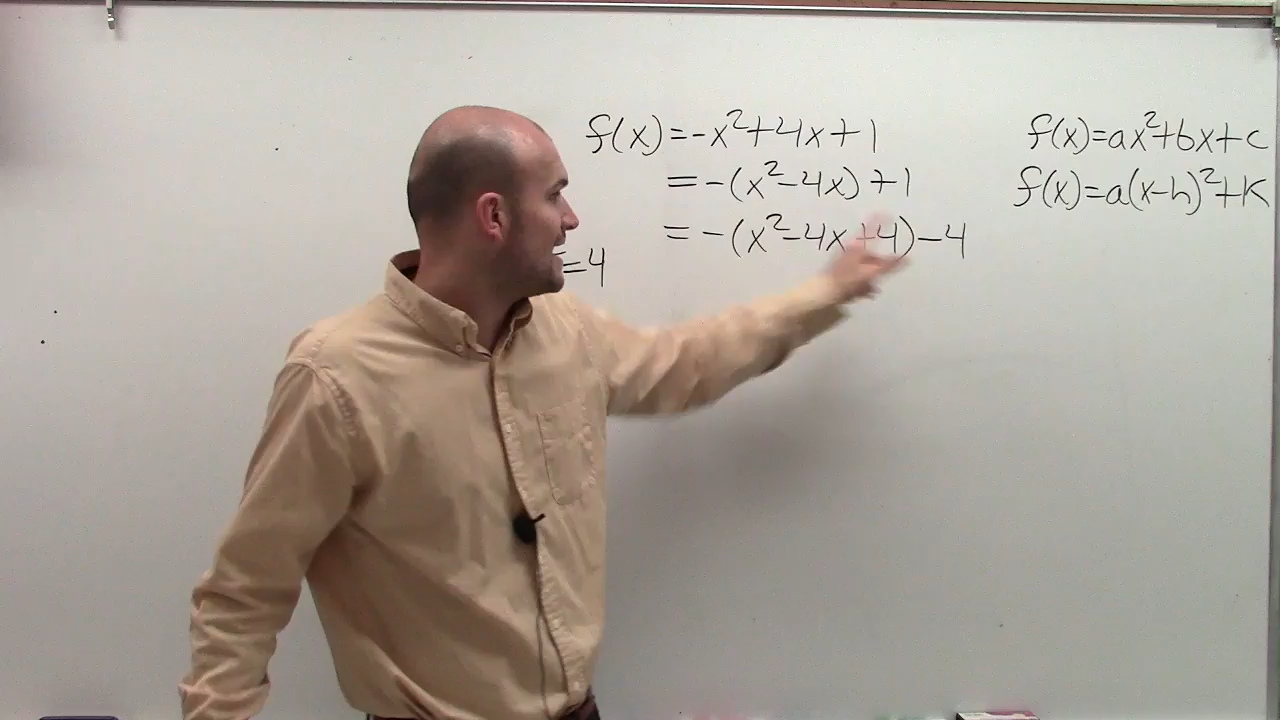 f(x)=-x²+4x+1
=-(x²-4x)+1
=-(x²-4x+4)-4
=4
f(x)=ax²+bx+c
f(x)=a(x-h)²+k